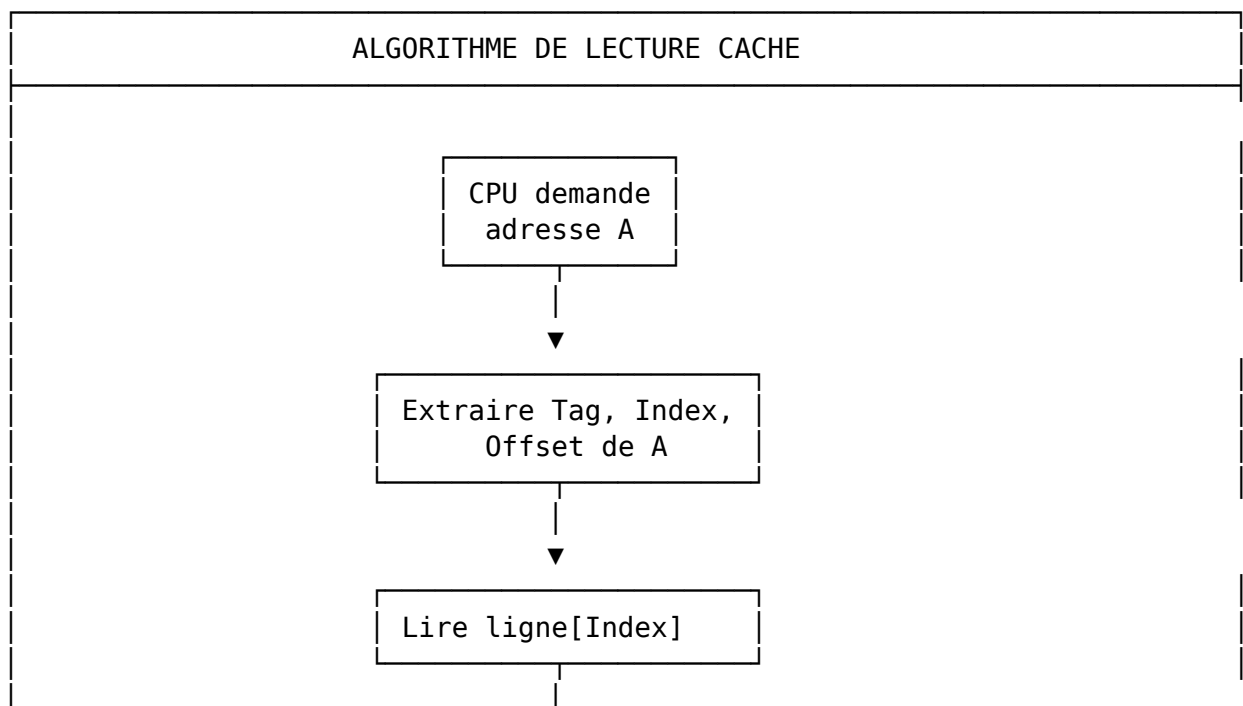 ALGORITHME DE LECTURE CACHE
CPU demande
adresse A
Extraire Tag, Index,
Offset de A
Lire ligne[Index]